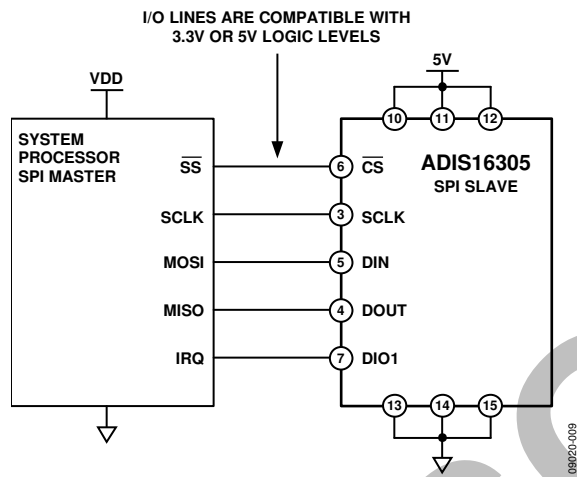 I/O LINES ARE COMPATIBLE WITH
3.3V OR 5V LOGIC LEVELS
VDD
5V
10 11 12
SYSTEM
PROCESSOR
SPI MASTER
ADIS16305
SPI SLAVE
SS 6 CS
SCLK 3 SCLK
MOSI 5 DIN
MISO 4 DOUT
IRQ 7 DIO1
13 14 15
09020-009